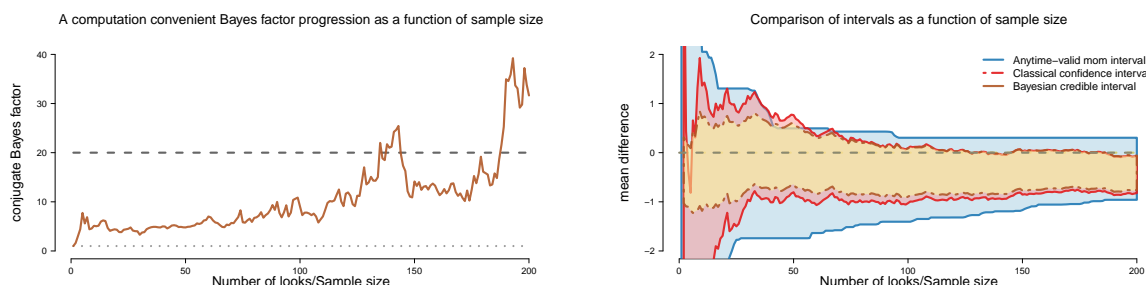 A computation convenient Bayes factor progression as a function of sample size
conjugate Bayes factor
40
30
20
10
0
0
50
100
150
200
Number of looks/Sample size
Comparison of intervals as a function of sample size
mean difference
2
1
0
−1
−2
Anytime−valid mom interval
Classical confidence interval
Bayesian credible interval
0
50
100
150
200
Number of looks/Sample size